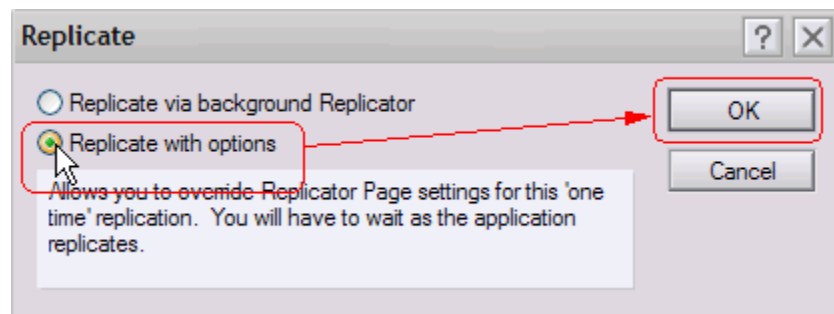 Replicate
Replicate via background Replicator
Replicate with options
OK
Cancel
Allows you to override Replicator Page settings for this 'one
time' replication. You will have to wait as the application
replicates.